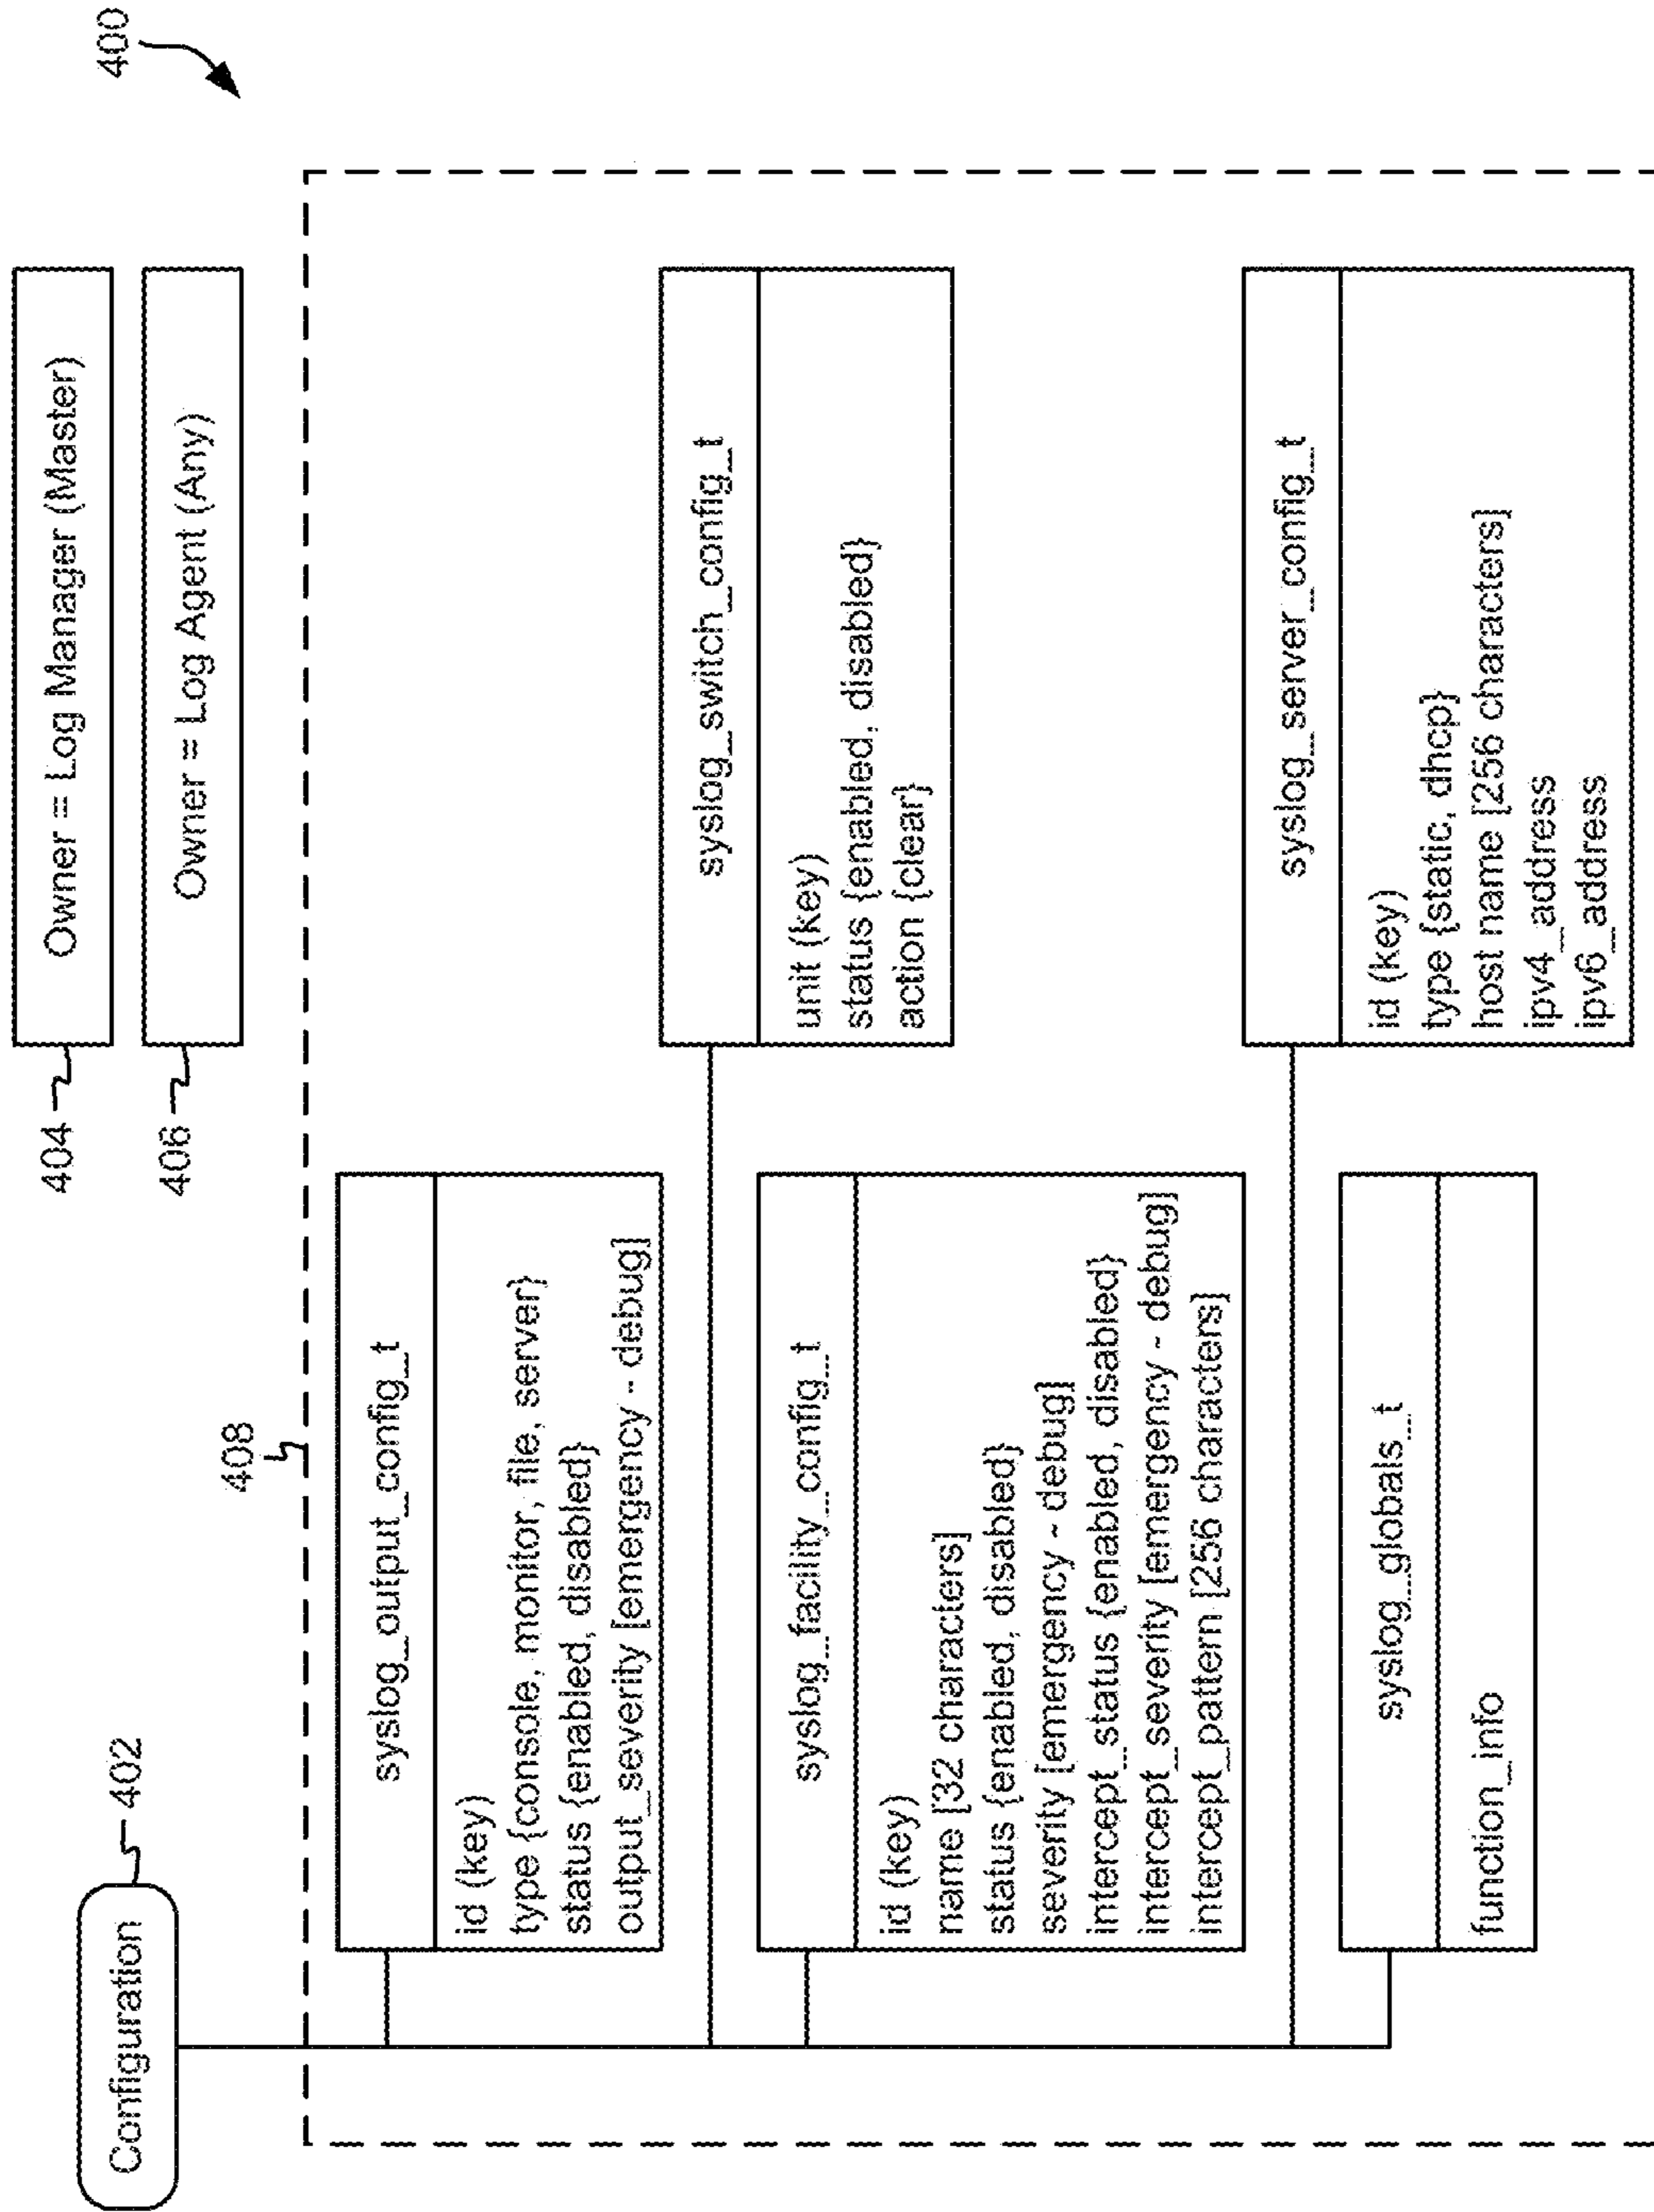 400
Configuration
402
404
Owner = Log Manager (Master)
406
Owner = Log Agent (Any)
408
syslog_output_config_t
id (key)
type {console, monitor, file, server}
status {enabled, disabled}
output_severity [emergency - debug]
syslog_switch_config_t
unit (key)
status {enabled, disabled}
action {clear}
syslog_facility_config_t
id (key)
name [32 characters]
status {enabled, disabled}
severity [emergency - debug]
intercept_status {enabled, disabled}
intercept_severity [emergency - debug]
intercept_pattern [256 characters]
syslog_server_config_t
id (key)
type {static, dhcp}
host name [256 characters]
ipv4_address
ipv6_address
syslog_globals_t
function_info